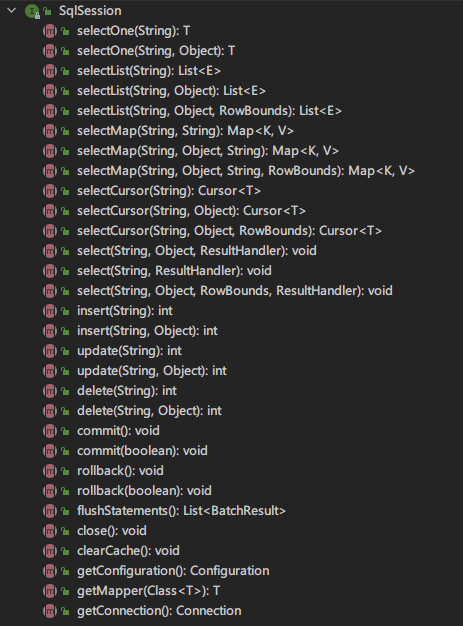 SqlSession
selectOne(String): T
selectOne(String, Object): T
selectList(String): List<E>
selectList(String, Object): List<E>
selectList(String, Object, RowBounds): List<E>
selectMap(String, String): Map<K, V>
selectMap(String, Object, String): Map<K, V>
selectMap(String, Object, String, RowBounds): Map<K, V>
selectCursor(String): Cursor<T>
selectCursor(String, Object): Cursor<T>
selectCursor(String, Object, RowBounds): Cursor<T>
select(String, Object, ResultHandler): void
select(String, ResultHandler): void
select(String, Object, RowBounds, ResultHandler): void
insert(String): int
insert(String, Object): int
update(String): int
update(String, Object): int
delete(String): int
delete(String, Object): int
commit(): void
commit(boolean): void
rollback(): void
rollback(boolean): void
flushStatements(): List<BatchResult>
close(): void
clearCache(): void
getConfiguration(): Configuration
getMapper(Class<T>): T
getConnection(): Connection